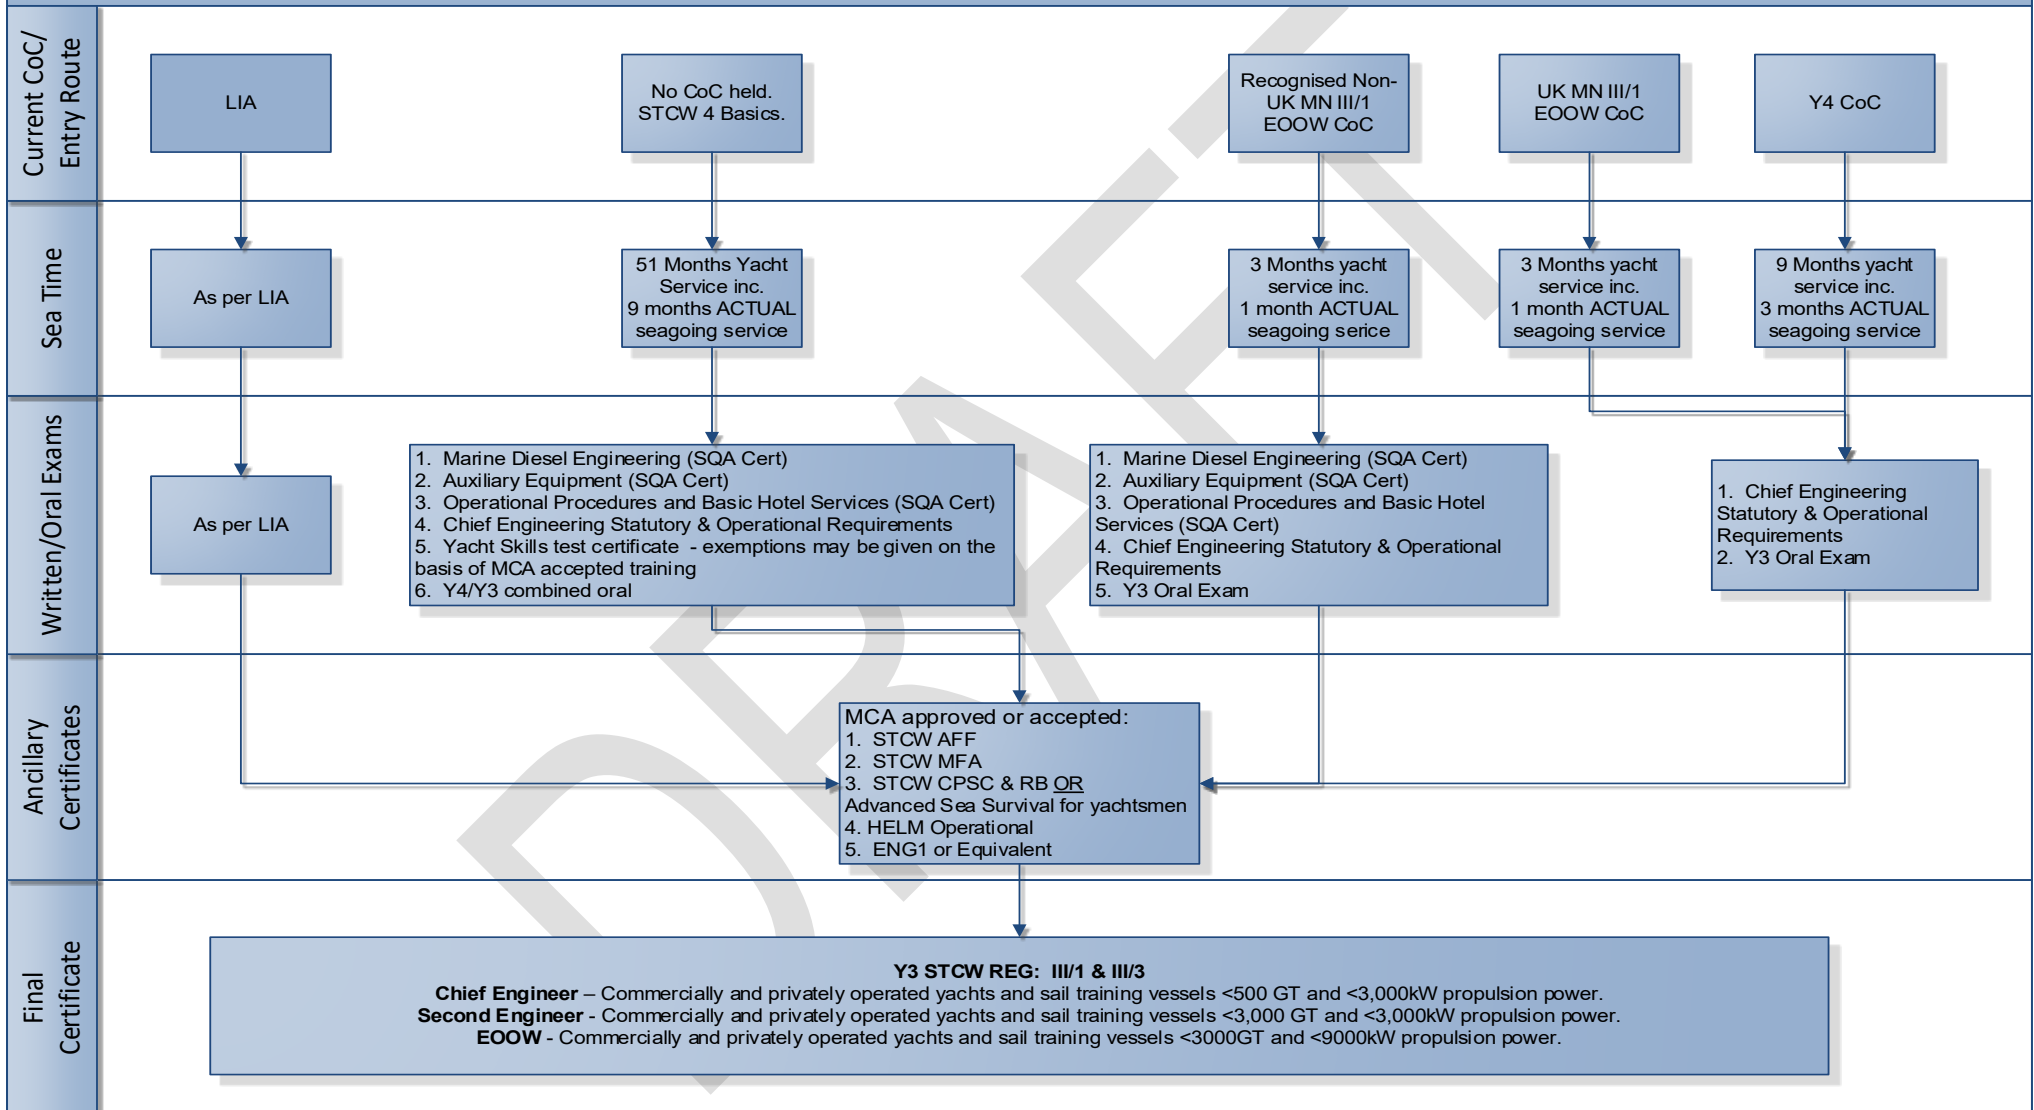 Current CoC/
Entry Route
LIA
No CoC held.
STCW 4 Basics.
Recognised Non-
UK MN III/1
EOOW CoC
UK MN III/1
EOOW CoC
Y4 CoC
Sea Time
As per LIA
51 Months Yacht
Service inc.
9 months ACTUAL
seagoing service
3 Months yacht
service inc.
1 month ACTUAL
seagoing serice
3 Months yacht
service inc.
1 month ACTUAL
seagoing service
9 Months yacht
service inc.
3 months ACTUAL
seagoing service
Written/Oral Exams
As per LIA
1. Marine Diesel Engineering (SQA Cert)
2. Auxiliary Equipment (SQA Cert)
3. Operational Procedures and Basic Hotel Services (SQA Cert)
4. Chief Engineering Statutory & Operational Requirements
5. Yacht Skills test certificate - exemptions may be given on the
basis of MCA accepted training
6. Y4/Y3 combined oral
1. Marine Diesel Engineering (SQA Cert)
2. Auxiliary Equipment (SQA Cert)
3. Operational Procedures and Basic Hotel
Services (SQA Cert)
4. Chief Engineering Statutory & Operational
Requirements
5. Y3 Oral Exam
1. Chief Engineering
Statutory & Operational
Requirements
2. Y3 Oral Exam
Ancillary
Certificates
MCA approved or accepted:
1. STCW AFF
2. STCW MFA
3. STCW CPSC & RB OR
Advanced Sea Survival for yachtsmen
4. HELM Operational
5. ENG1 or Equivalent
Final
Certificate
Y3 STCW REG: III/1 & III/3
Chief Engineer – Commercially and privately operated yachts and sail training vessels <500 GT and <3,000kW propulsion power.
Second Engineer - Commercially and privately operated yachts and sail training vessels <3,000 GT and <3,000kW propulsion power.
EOOW - Commercially and privately operated yachts and sail training vessels <3000GT and <9000kW propulsion power.
DRAFT